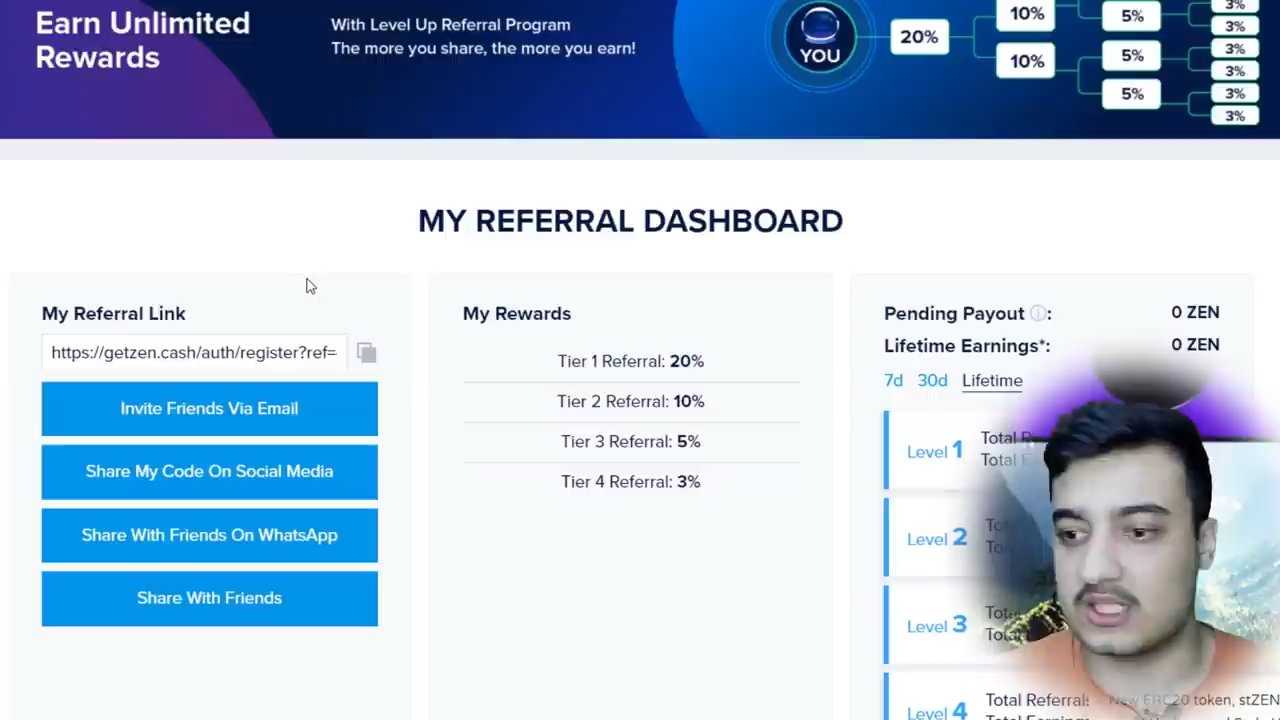 Earn Unlimited
Rewards
With Level Up Referral Program
The more you share, the more you earn!
YOU
20%
10%
10%
5%
5%
5%
3%
3%
3%
3%
3%
3%
MY REFERRAL DASHBOARD
My Referral Link
https://getzen.cash/auth/register?ref=
Invite Friends Via Email
Share My Code On Social Media
Share With Friends On WhatsApp
Share With Friends
My Rewards
Tier 1 Referral: 20%
Tier 2 Referral: 10%
Tier 3 Referral: 5%
Tier 4 Referral: 3%
Pending Payout : 0 ZEN
Lifetime Earnings*: 0 ZEN
7d 30d Lifetime
Level 1
Total
Total
Level 2
Level 3
Level 4
Total Referrals
New ERC20 token, stZEN